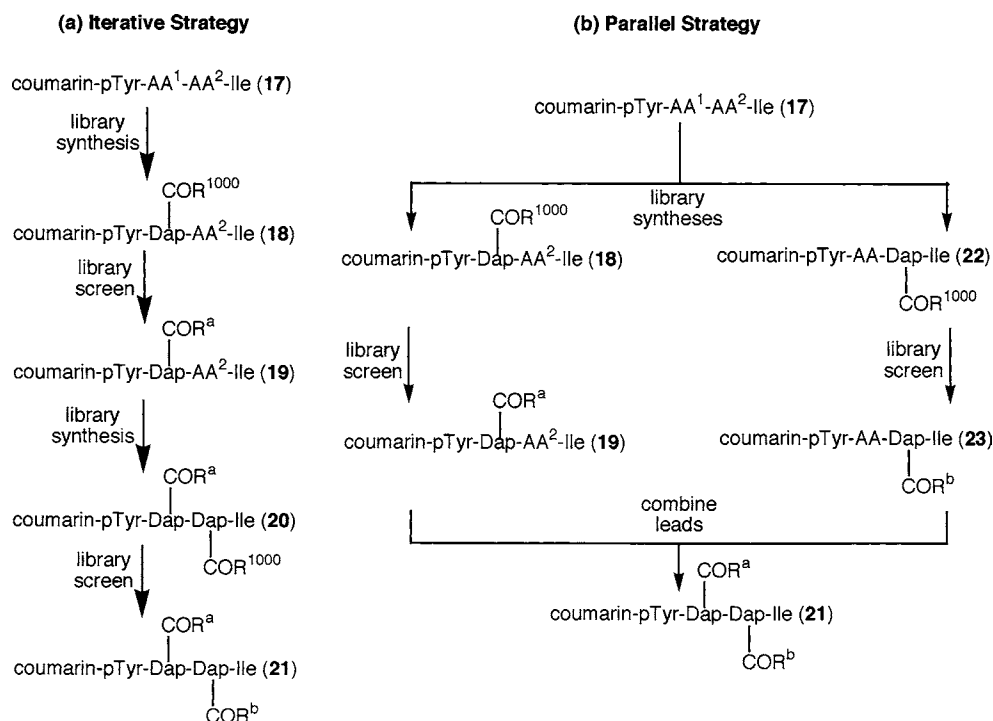 (a) Iterative Strategy
coumarin-pTyr-AA¹-AA²-Ile (17)
library
synthesis
COR¹⁰⁰⁰
coumarin-pTyr-Dap-AA²-Ile (18)
library
screen
CORᵃ
coumarin-pTyr-Dap-AA²-Ile (19)
library
synthesis
CORᵃ
coumarin-pTyr-Dap-Dap-Ile (20)
COR¹⁰⁰⁰
library
screen
CORᵃ
coumarin-pTyr-Dap-Dap-Ile (21)
CORᵇ
(b) Parallel Strategy
coumarin-pTyr-AA¹-AA²-Ile (17)
library
syntheses
COR¹⁰⁰⁰
coumarin-pTyr-Dap-AA²-Ile (18)
coumarin-pTyr-AA-Dap-Ile (22)
COR¹⁰⁰⁰
library
screen
library
screen
CORᵃ
coumarin-pTyr-Dap-AA²-Ile (19)
coumarin-pTyr-AA-Dap-Ile (23)
CORᵇ
combine
leads
CORᵃ
coumarin-pTyr-Dap-Dap-Ile (21)
CORᵇ